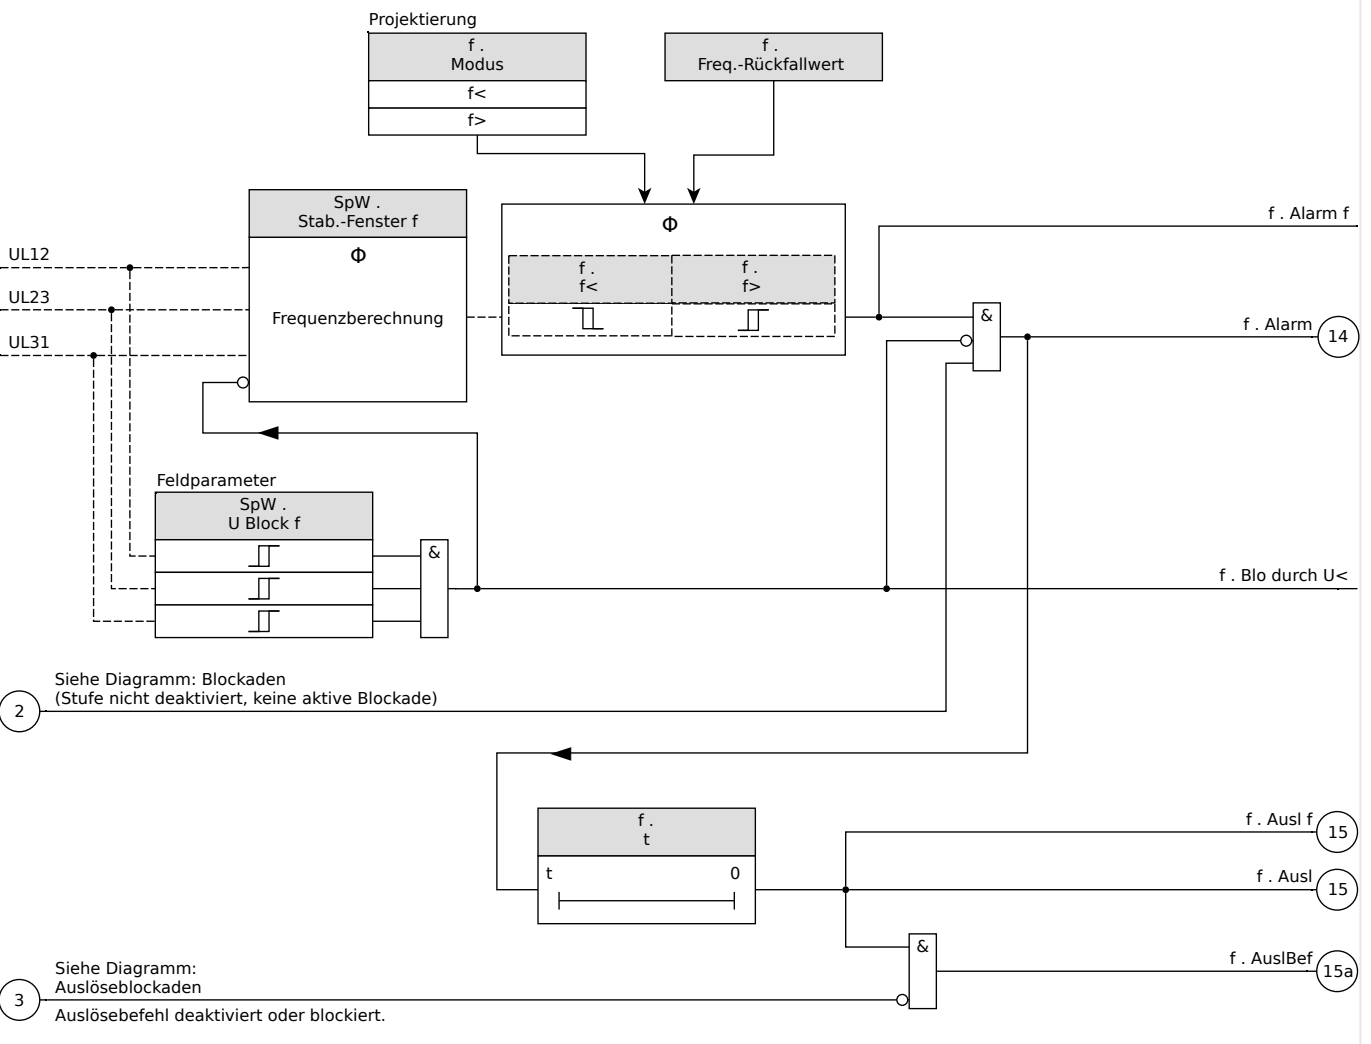 Projektierung
f .
Modus
f<
f>
f .
Freq.-Rückfallwert
SpW .
Stab.-Fenster f
Φ
Frequenzberechnung
UL12
UL23
UL31
Φ
f .
f<
f .
f>
f . Alarm f
&
f . Alarm
14
Feldparameter
SpW .
U Block f
&
f . Blo durch U<
Siehe Diagramm: Blockaden
(Stufe nicht deaktiviert, keine aktive Blockade)
2
f .
t
t
0
f . Ausl f
15
f . Ausl
15
&
f . AuslBef
15a
Siehe Diagramm:
Auslöseblockaden
3
Auslösebefehl deaktiviert oder blockiert.